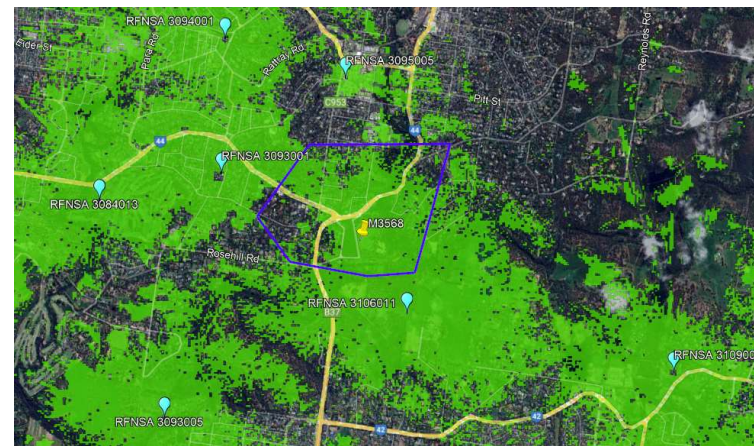 RFNSA 3094001
Elder St
Pate Rd
Rattray Rd
RFNSA 3095005
Reynolds Rd
C953
Pitt St
44
44
RFNSA 3093001
RFNSA 3084013
M3568
Rosehill Rd
RFNSA 3106011
B37
RFNSA 310900
RFNSA 3093005
42
42